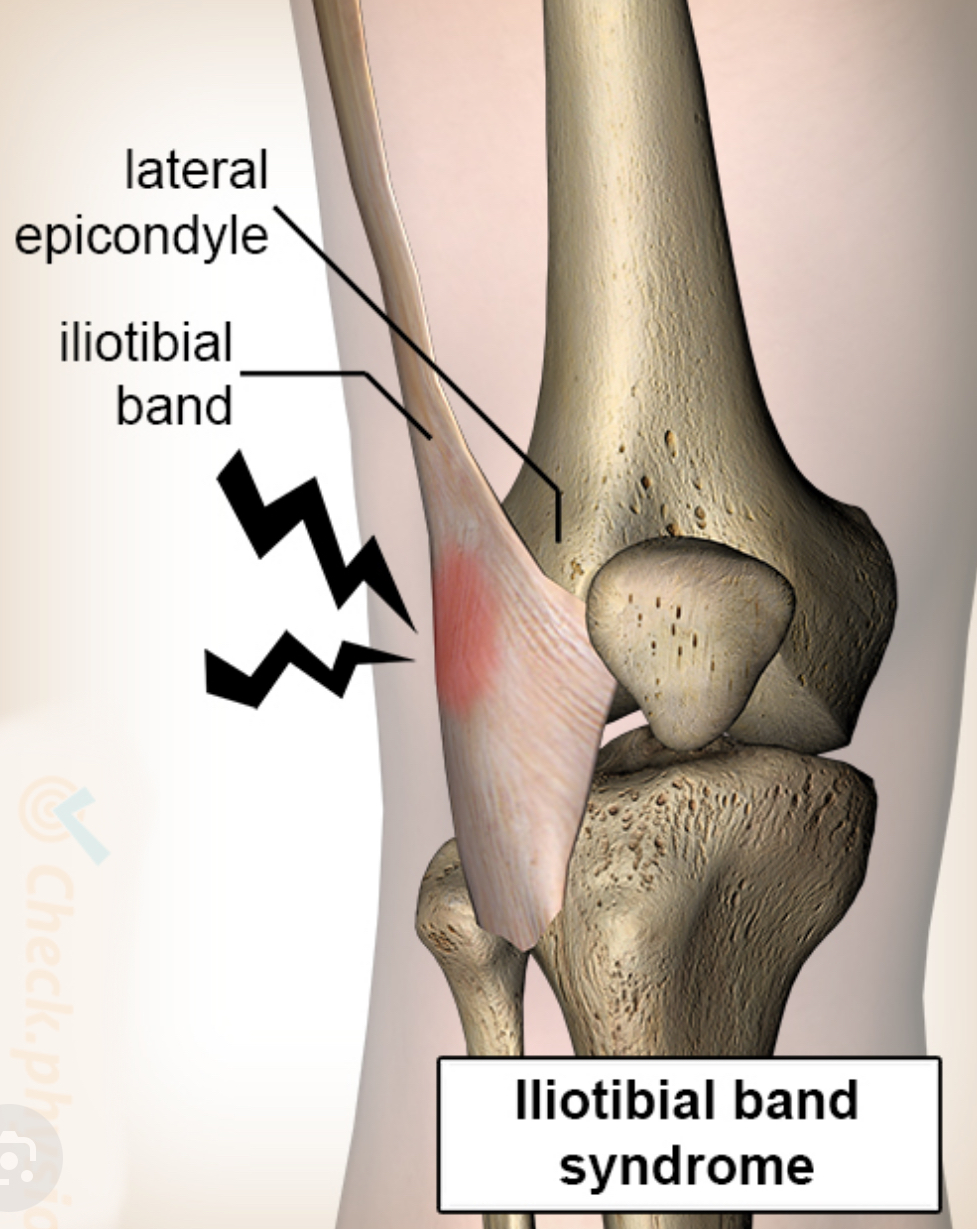 lateral
epicondyle
iliotibial
band
Iliotibial band
syndrome